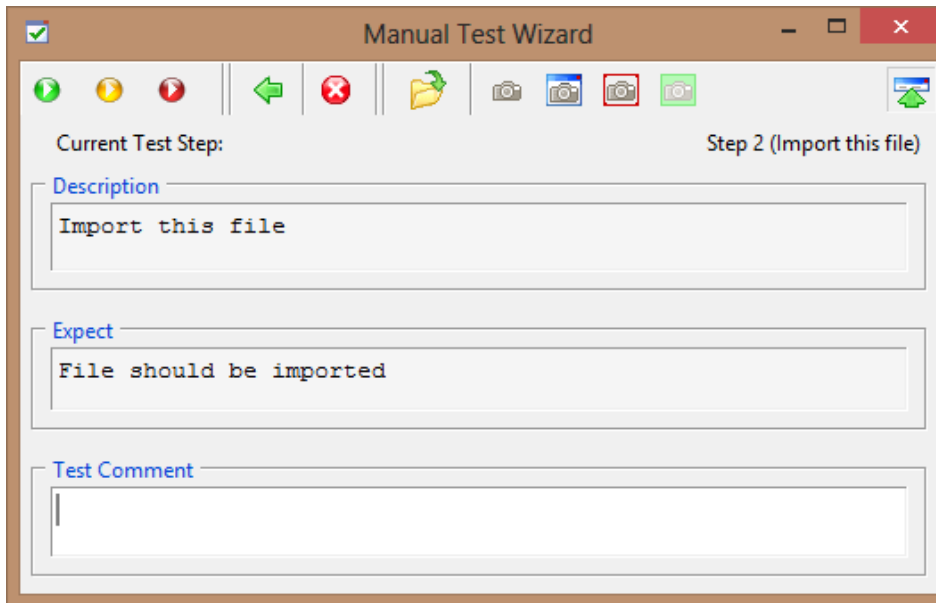 Manual Test Wizard
Current Test Step:
Step 2 (Import this file)
Description
Import this file
Expect
File should be imported
Test Comment